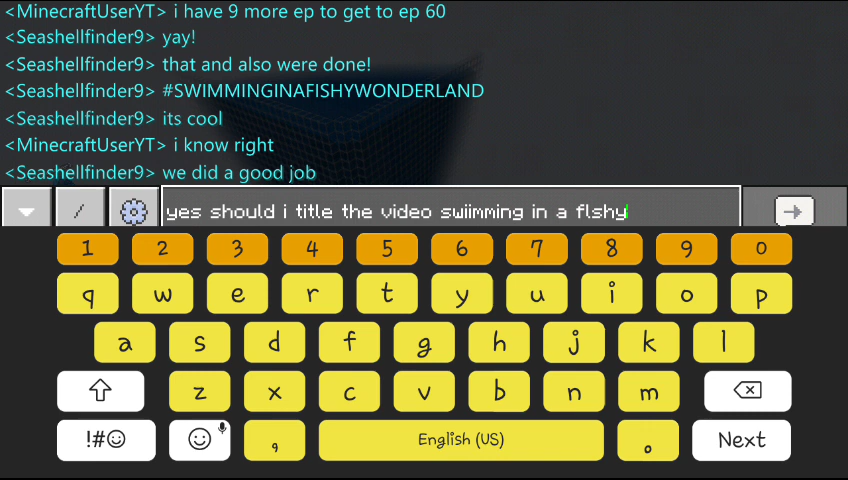 <MinecraftUserYT> i have 9 more ep to get to ep 60
<Seashellfinder9> yay!
<Seashellfinder9> that and also were done!
<Seashellfinder9> #SWIMMINGINAFISHYWONDERLAND
<Seashellfinder9> its cool
<MinecraftUserYT> i know right
<Seashellfinder9> we did a good job
/ yes should i title the video swiimming in a flshy
1 2 3 4 5 6 7 8 9 0
q w e r t y u i o p
a s d f g h j k l
z x c v b n m
!#☺ , English (US) . Next